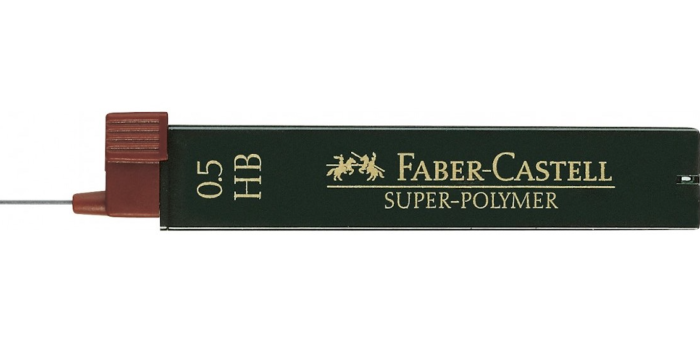 0.5
HB
FABER-CASTELL
SUPER-POLYMER